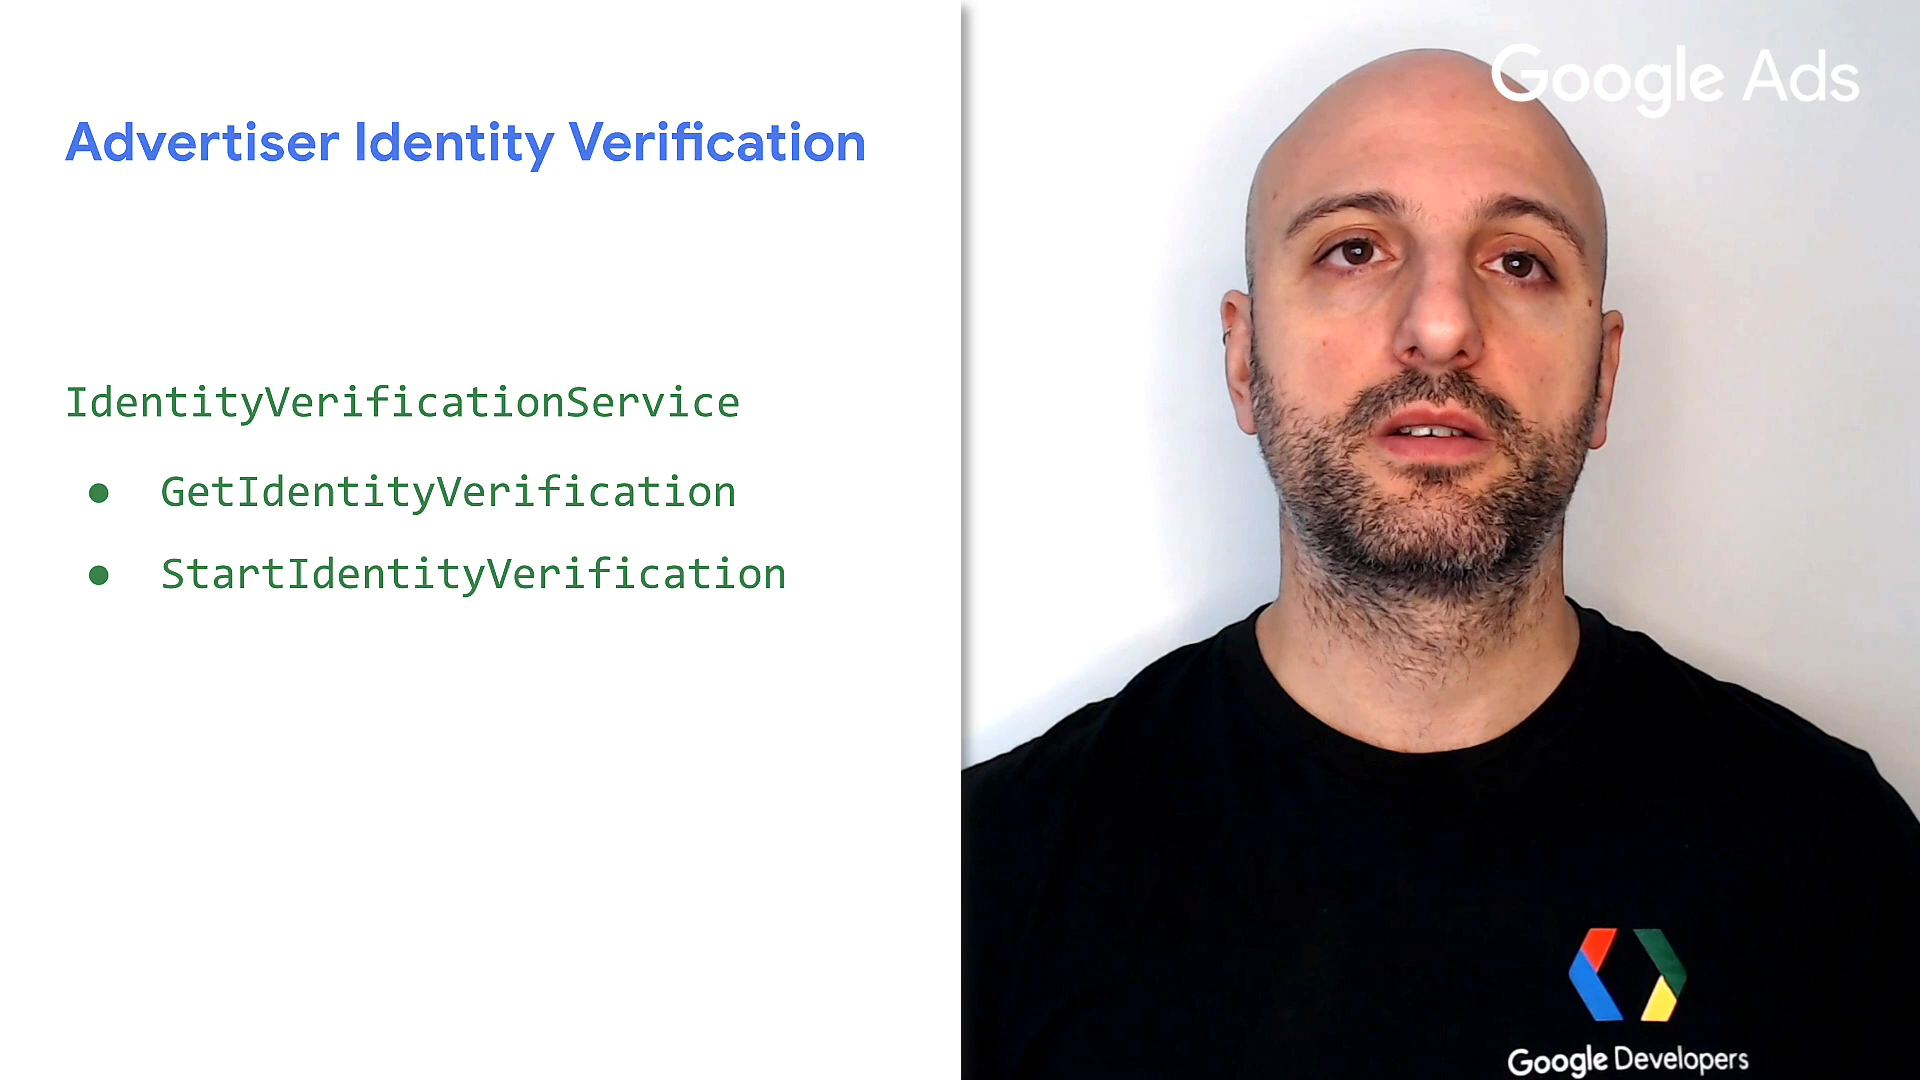 Advertiser Identity Verification
IdentityVerificationService
● GetIdentityVerification
● StartIdentityVerification
Google Ads
Google Developers